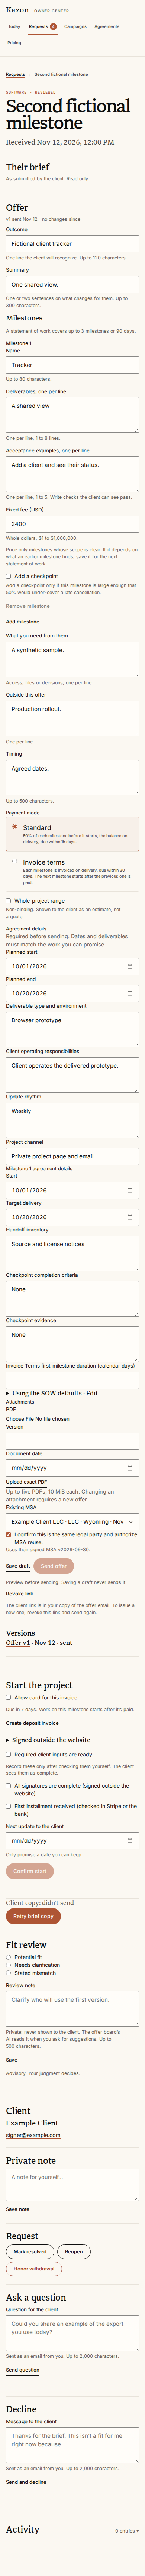 Kazon OWNER CENTER
Today Requests 2 Campaigns Agreements
Pricing
Requests Second fictional milestone
SOFTWARE · REVIEWED
Second fictional
milestone
Received Nov 12, 2026, 12:00 PM
Their brief
As submitted by the client. Read only.
Offer
v1 sent Nov 12 · no changes since
Outcome
Fictional client tracker
One line the client will recognize. Up to 120 characters.
Summary
One shared view.
One or two sentences on what changes for them. Up to
300 characters.
Milestones
A statement of work covers up to 3 milestones or 90 days.
Milestone 1
Name
Tracker
Up to 80 characters.
Deliverables, one per line
A shared view
One per line, 1 to 8 lines.
Acceptance examples, one per line
Add a client and see their status.
One per line, 1 to 5. Write checks the client can see pass.
Fixed fee (USD)
2400
Whole dollars, $1 to $1,000,000.
Price only milestones whose scope is clear. If it depends on
an earlier milestone finish, save it for the next
statement of work.
Add a checkpoint
Add a checkpoint only if this milestone is large enough that
50% would under-cover a late cancellation.
Remove milestone
Add milestone
What you need from them
A synthetic sample.
Access, files or decisions, one per line.
Outside this offer
Production rollout.
One per line.
Timing
Agreed dates.
Up to 500 characters.
Payment mode
Standard
50% of each milestone before it starts, the balance on
delivery, due within 15 days.
Invoice terms
Each milestone is invoiced on delivery, due within 30
days. The next milestone starts after the previous one is
paid.
Whole-project range
Non-binding. Shown to the client as an estimate, not
a quote.
Agreement details
Required before sending. Dates and deliverables
must match the work you can promise.
Planned start
10/01/2026
Planned end
10/20/2026
Deliverable type and environment
Browser prototype
Client operating responsibilities
Client operates the delivered prototype.
Update rhythm
Weekly
Project channel
Private project page and email
Milestone 1 agreement details
Start
10/01/2026
Target delivery
10/20/2026
Handoff inventory
Source and license notices
Checkpoint completion criteria
None
Checkpoint evidence
None
Invoice Terms first-milestone duration (calendar days)
Using the SOW defaults · Edit
Attachments
PDF
Choose File No file chosen
Version
Document date
mm/dd/yyyy
Upload exact PDF
Up to five PDFs, 10 MiB each. Changing an
attachment requires a new offer.
Existing MSA
Example Client LLC · LLC · Wyoming · Nov
I confirm this is the same legal party and authorize
MSA reuse.
Uses their signed MSA v2026-09-30.
Save draft Send offer
Preview before sending. Saving a draft never sends it.
Revoke link
The client link is in your copy of the offer email. To issue a
new one, revoke this link and send again.
Versions
Offer v1 · Nov 12 · sent
Start the project
Allow card for this invoice
Due in 7 days. Work on this milestone starts after it's paid.
Create deposit invoice
Signed outside the website
Required client inputs are ready.
Record these only after checking them yourself. The client
sees them as complete.
All signatures are complete (signed outside the
website)
First installment received (checked in Stripe or the
bank)
Next update to the client
mm/dd/yyyy
Only promise a date you can keep.
Confirm start
Client copy: didn't send
Retry brief copy
Fit review
Potential fit
Needs clarification
Stated mismatch
Review note
Clarify who will use the first version.
Private: never shown to the client. The offer board's
AI reads it when you ask for suggestions. Up to
500 characters.
Save
Advisory. Your judgment decides.
Client
Example Client
signer@example.com
Private note
A note for yourself...
Save note
Request
Mark resolved Reopen
Honor withdrawal
Ask a question
Question for the client
Could you share an example of the export
you use today?
Sent as an email from you. Up to 2,000 characters.
Send question
Decline
Message to the client
Thanks for the brief. This isn't a fit for me
right now because...
Sent as an email from you. Up to 2,000 characters.
Send and decline
Activity 0 entries